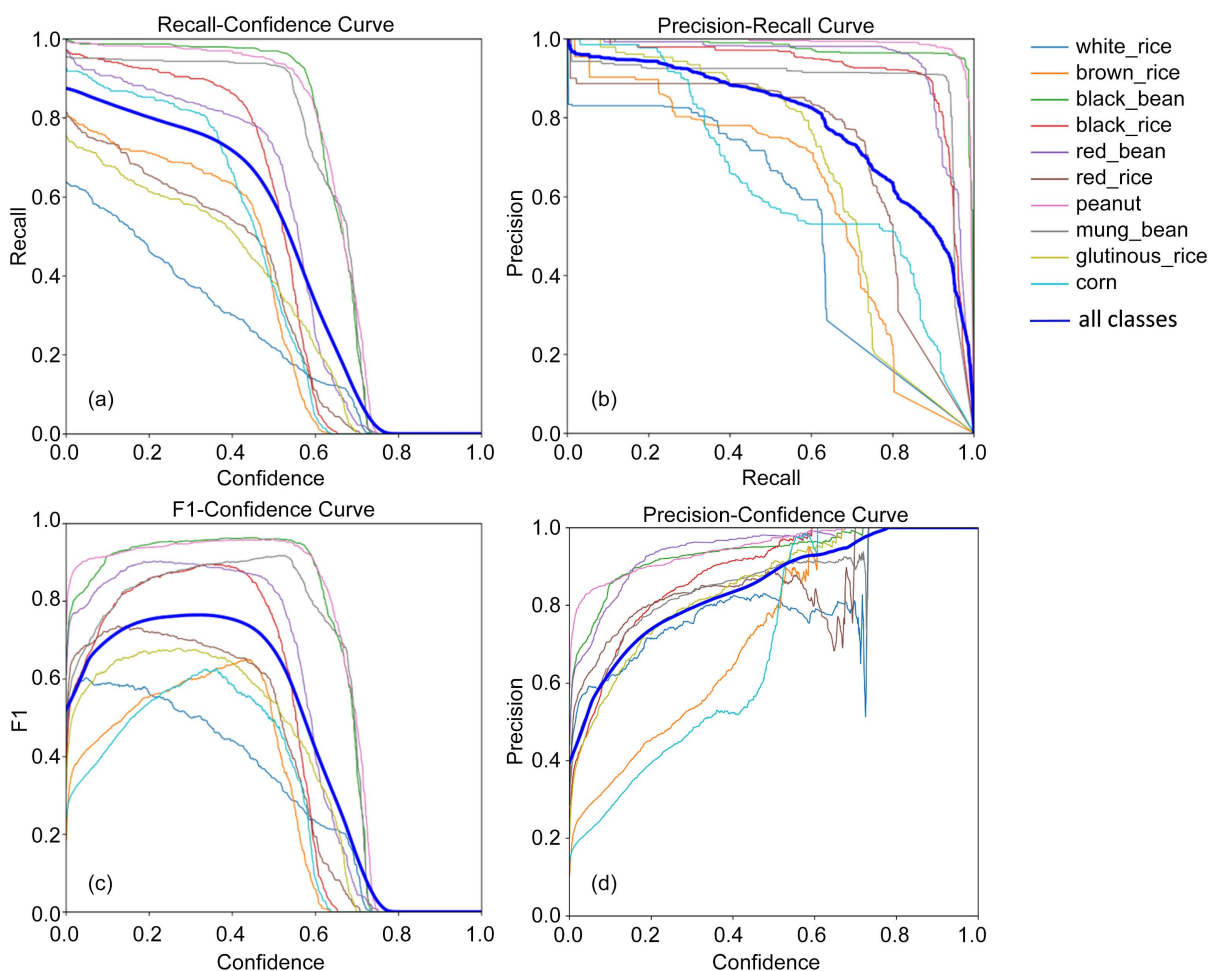 Recall-Confidence Curve
1.0
0.8
0.6
0.4
0.2
0.0
Recall
(a)
0.0 0.2 0.4 0.6 0.8 1.0
Confidence
Precision-Recall Curve
1.0
0.8
0.6
0.4
0.2
0.0
Precision
(b)
0.0 0.2 0.4 0.6 0.8 1.0
Recall
white_rice
brown_rice
black_bean
black_rice
red_bean
red_rice
peanut
mung_bean
glutinous_rice
corn
all classes
F1-Confidence Curve
1.0
0.8
0.6
0.4
0.2
0.0
F1
(c)
0.0 0.2 0.4 0.6 0.8 1.0
Confidence
Precision-Confidence Curve
1.0
0.8
0.6
0.4
0.2
0.0
Precision
(d)
0.0 0.2 0.4 0.6 0.8 1.0
Confidence